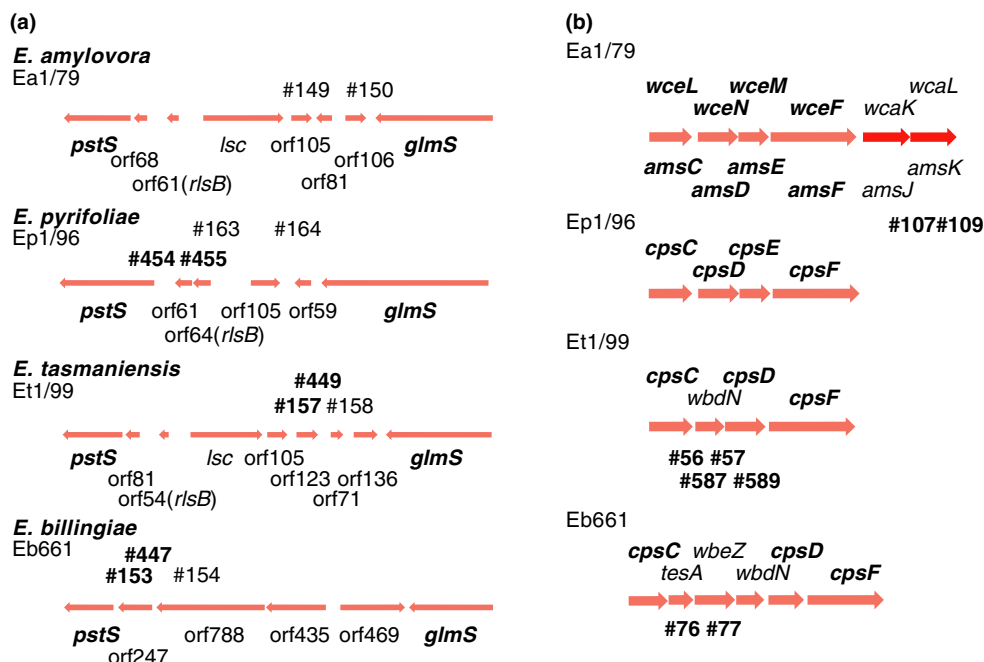 (a)
E. amylovora
Ea1/79
#149 #150
pstS lsc orf105 glmS
orf68 orf106
orf61(rlsB) orf81
E. pyrifoliae
Ep1/96
#163 #164
#454 #455
pstS orf61 orf105 orf59 glmS
orf64(rlsB)
E. tasmaniensis
Et1/99
#449
#157 #158
pstS lsc orf105 glmS
orf81 orf123 orf136
orf54(rlsB) orf71
E. billingiae
Eb661
#447
#153 #154
pstS orf788 orf435 orf469 glmS
orf247
(b)
Ea1/79
wceL wceM wcaL
wceN wceF wcaK
amsC amsE amsK
amsD amsF amsJ
#107#109
Ep1/96
cpsC cpsE
cpsD cpsF
Et1/99
cpsC cpsD
wbdN cpsF
#56 #57
#587 #589
Eb661
cpsC wbeZ cpsD
tesA wbdN cpsF
#76 #77